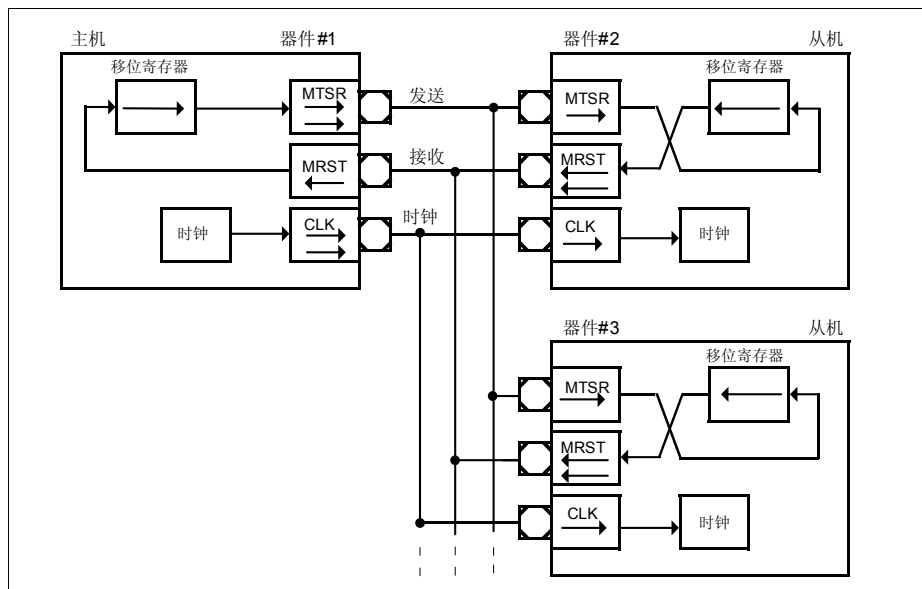 主机 器件#1
移位寄存器
MTSR
MRST
时钟
CLK
发送
接收
时钟
器件#2 从机
移位寄存器
MTSR
MRST
CLK
时钟
器件#3 从机
移位寄存器
MTSR
MRST
CLK
时钟